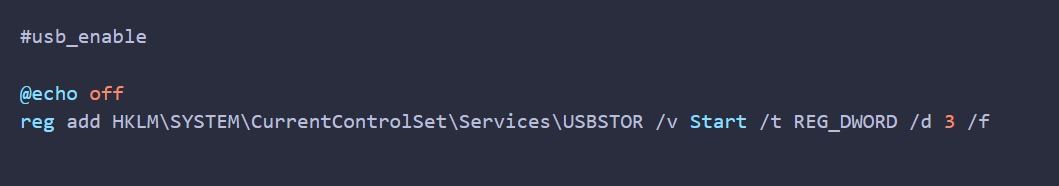 #usb_enable
@echo off
reg add HKLM\SYSTEM\CurrentControlSet\Services\USBSTOR /v Start /t REG_DWORD /d 3 /f